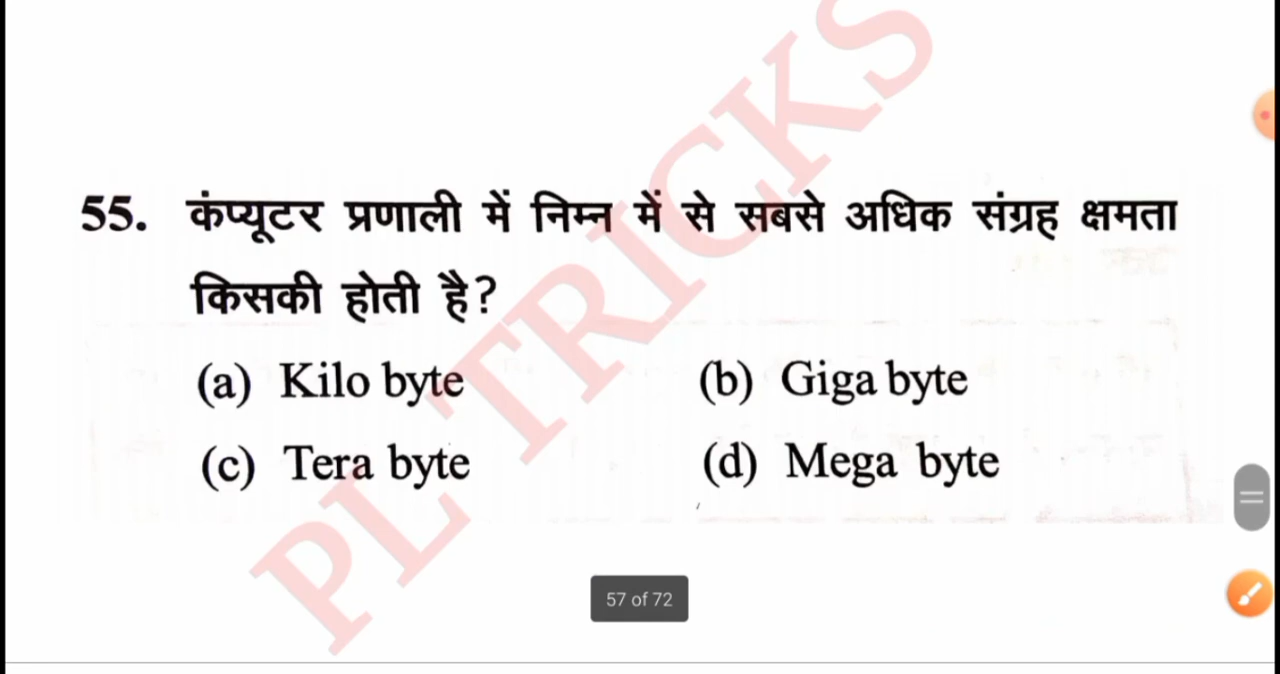 55. कंप्यूटर प्रणाली में निम्न में से सबसे अधिक संग्रह क्षमता
किसकी होती है?
(a) Kilo byte (b) Giga byte
(c) Tera byte (d) Mega byte
PL TRICKS
57 of 72